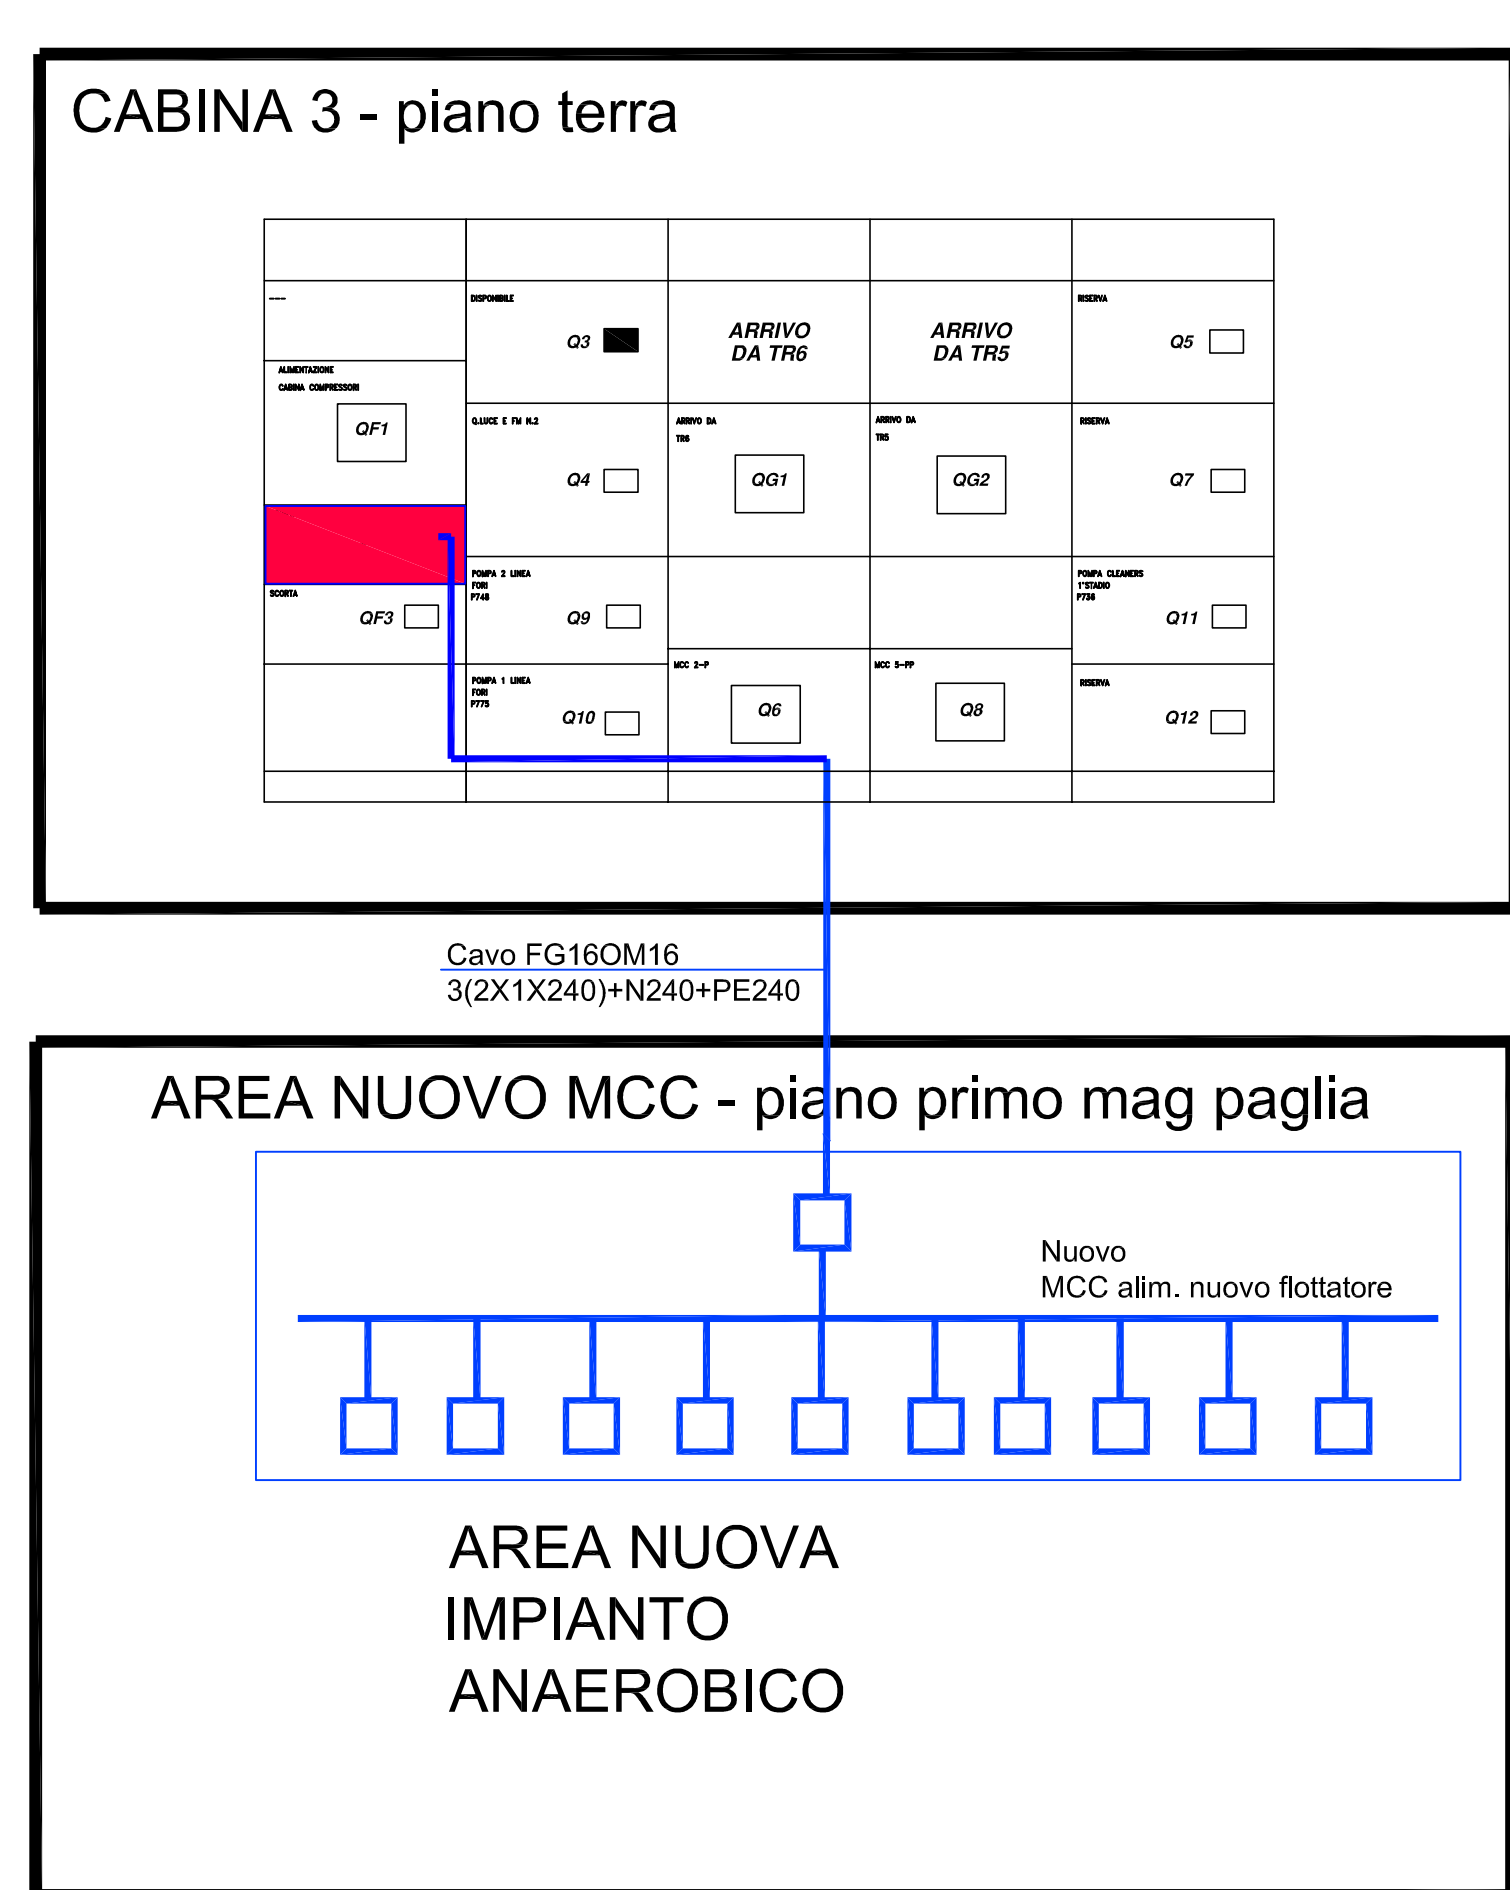 CABINA 3 - piano terra
---
DISPONIBILE
Q3
ARRIVO
DA TR6
ARRIVO
DA TR5
RISERVA
Q5
ALIMENTAZIONE
CABINA COMPRESSORI
QF1
Q.LUCE E FM N.2
Q4
ARRIVO DA
TR6
QG1
ARRIVO DA
TR5
QG2
RISERVA
Q7
SCORTA
QF3
POMPA 2 LINEA
FORI
P748
Q9
POMPA CLEANERS
1°STADIO
P736
Q11
POMPA 1 LINEA
FORI
P775
Q10
MCC 2-P
Q6
MCC 5-PP
Q8
RISERVA
Q12
Cavo FG16OM16
3(2X1X240)+N240+PE240
AREA NUOVO MCC - piano primo mag paglia
Nuovo
MCC alim. nuovo flottatore
AREA NUOVA
IMPIANTO
ANAEROBICO